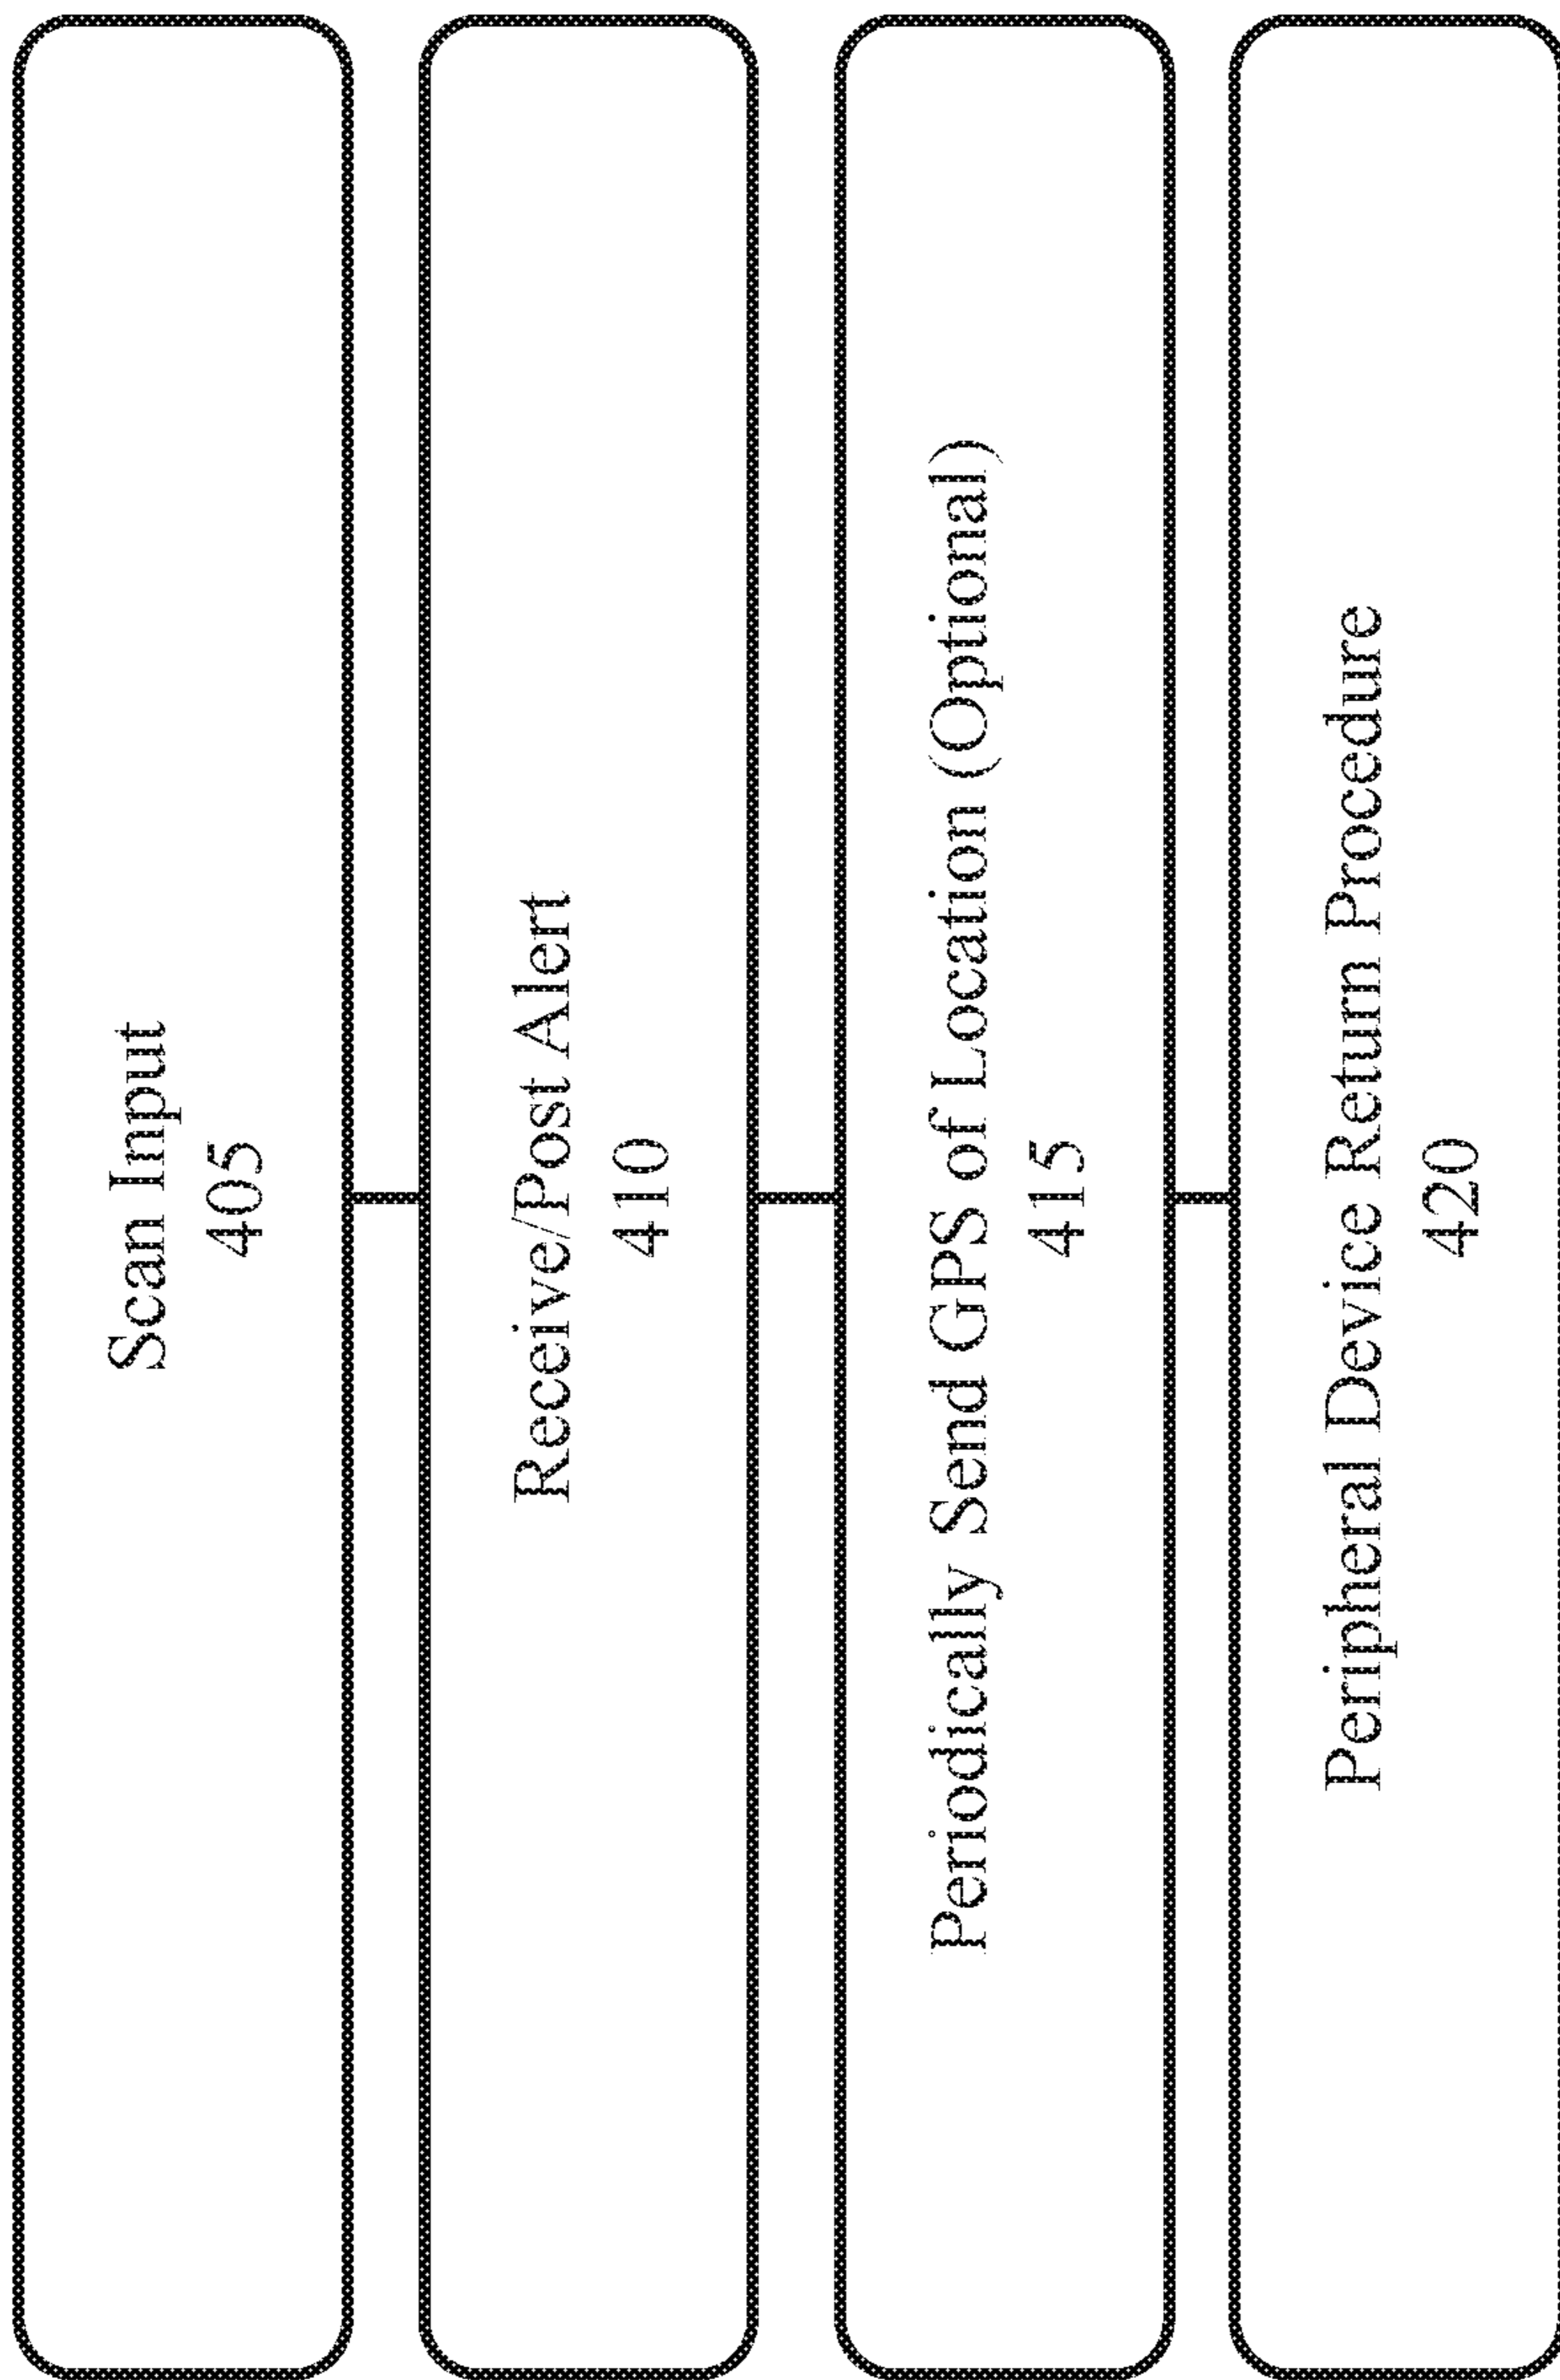 Scan Input
405
Receive/Post Alert
410
Periodically Send GPS of Location (Optional)
415
Peripheral Device Return Procedure
420